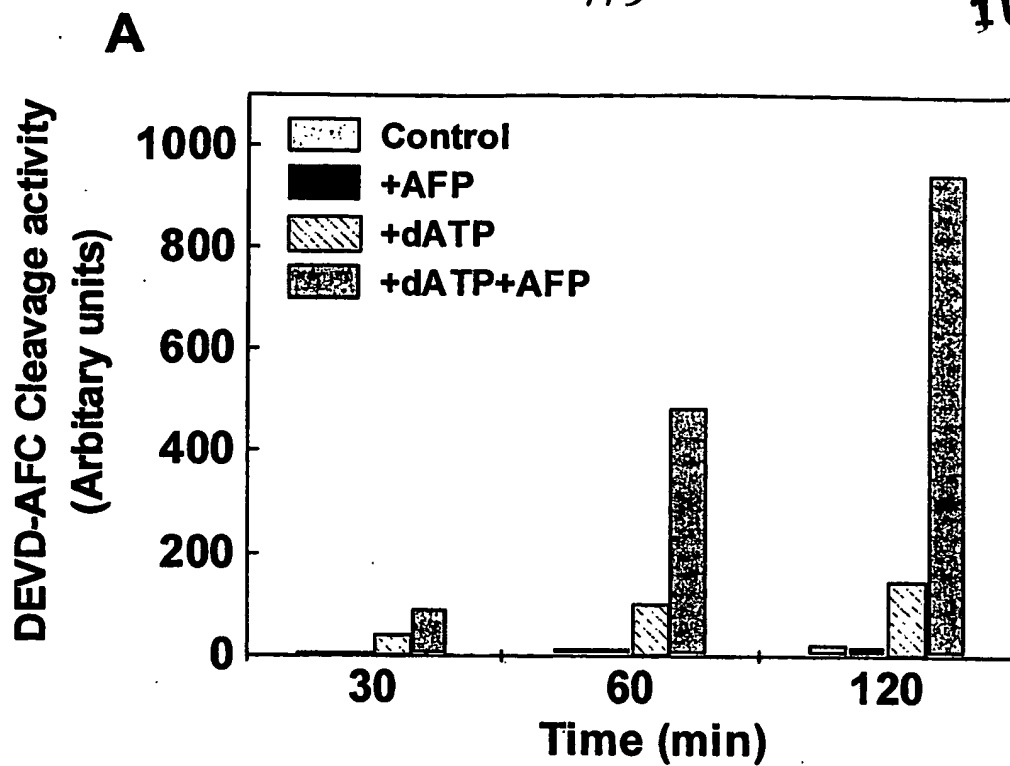 A
DEVD-AFC Cleavage activity
(Arbitary units)
1000
800
600
400
200
0
Control
+AFP
+dATP
+dATP+AFP
30 60 120
Time (min)